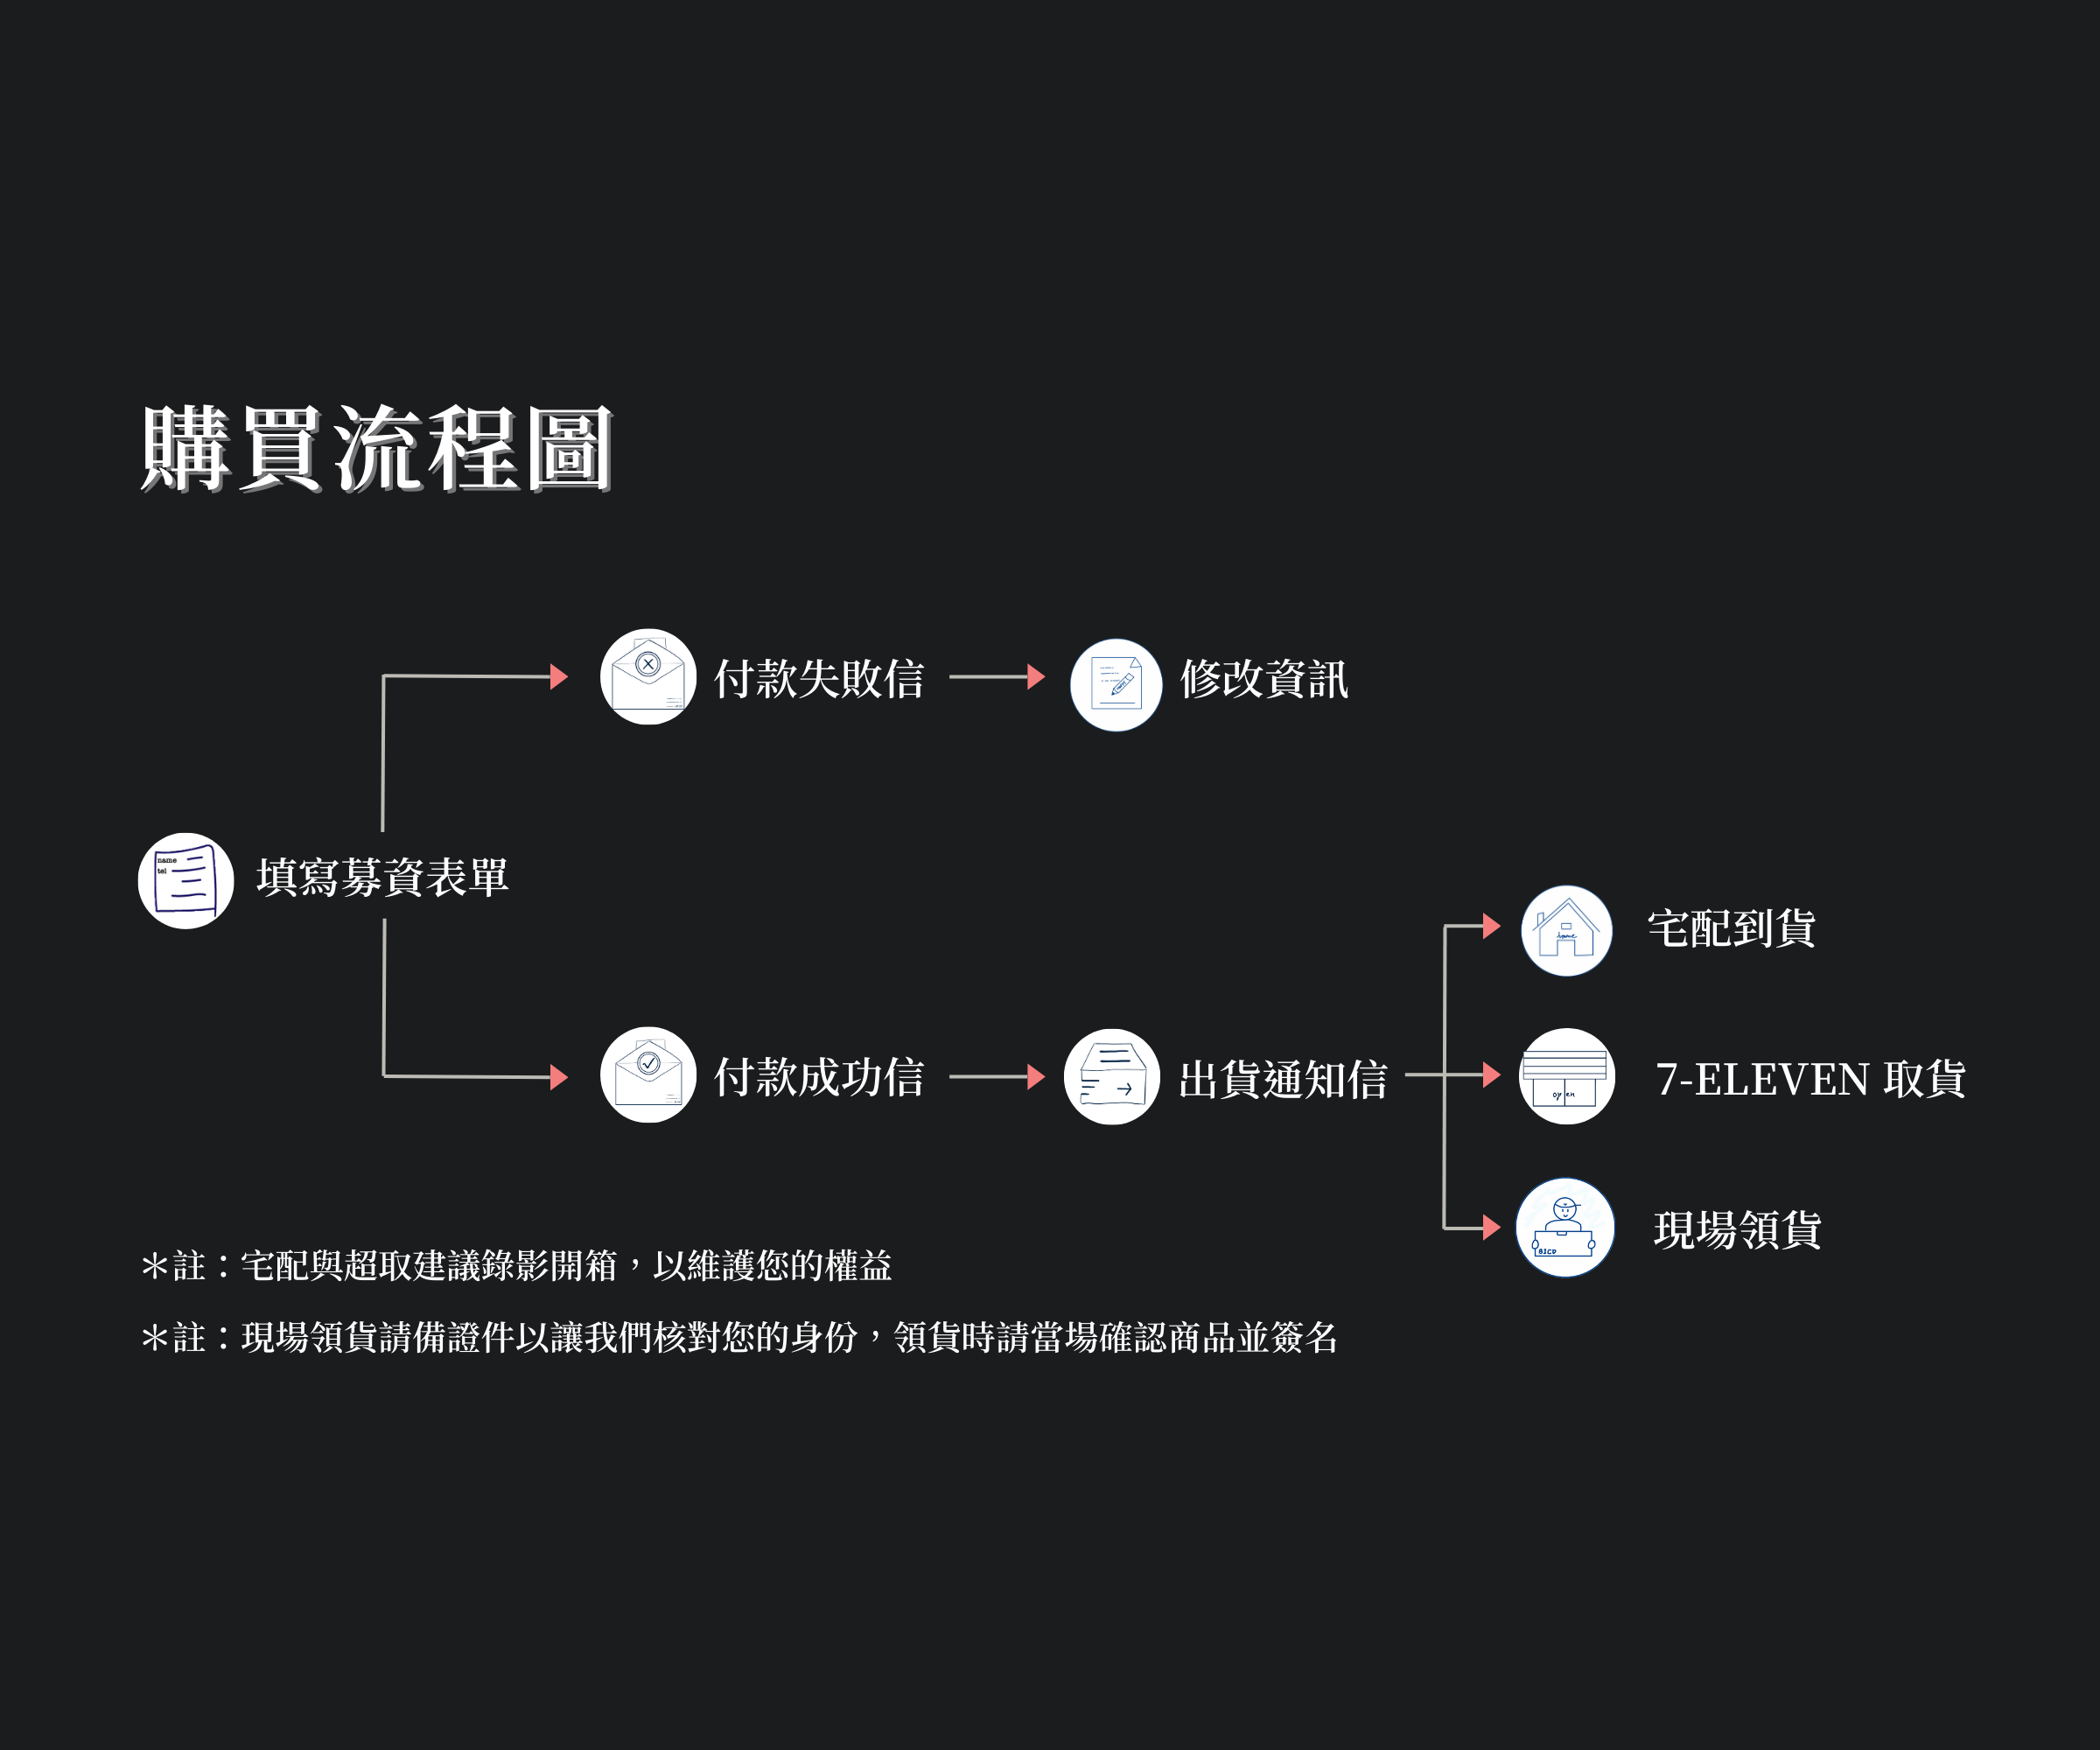 購買流程圖
付款失敗信
修改資訊
name
tel
填寫募資表單
home
宅配到貨
付款成功信
出貨通知信
open
7-ELEVEN 取貨
現場領貨
＊註：宅配與超取建議錄影開箱，以維護您的權益
＊註：現場領貨請備證件以讓我們核對您的身份，領貨時請當場確認商品並簽名